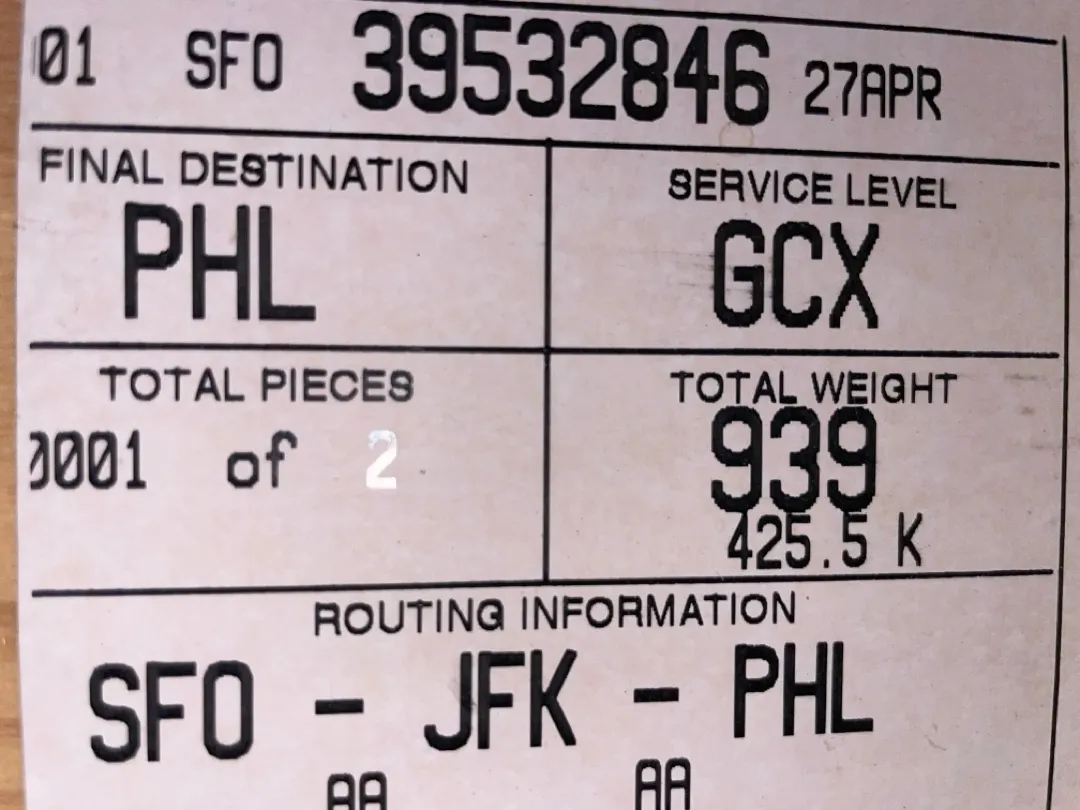 01 SFO 39532846 27APR
FINAL DESTINATION
PHL
SERVICE LEVEL
GCX
TOTAL PIECES
0001 of 2
TOTAL WEIGHT
939
425.5 K
ROUTING INFORMATION
SFO - JFK - PHL
AA AA